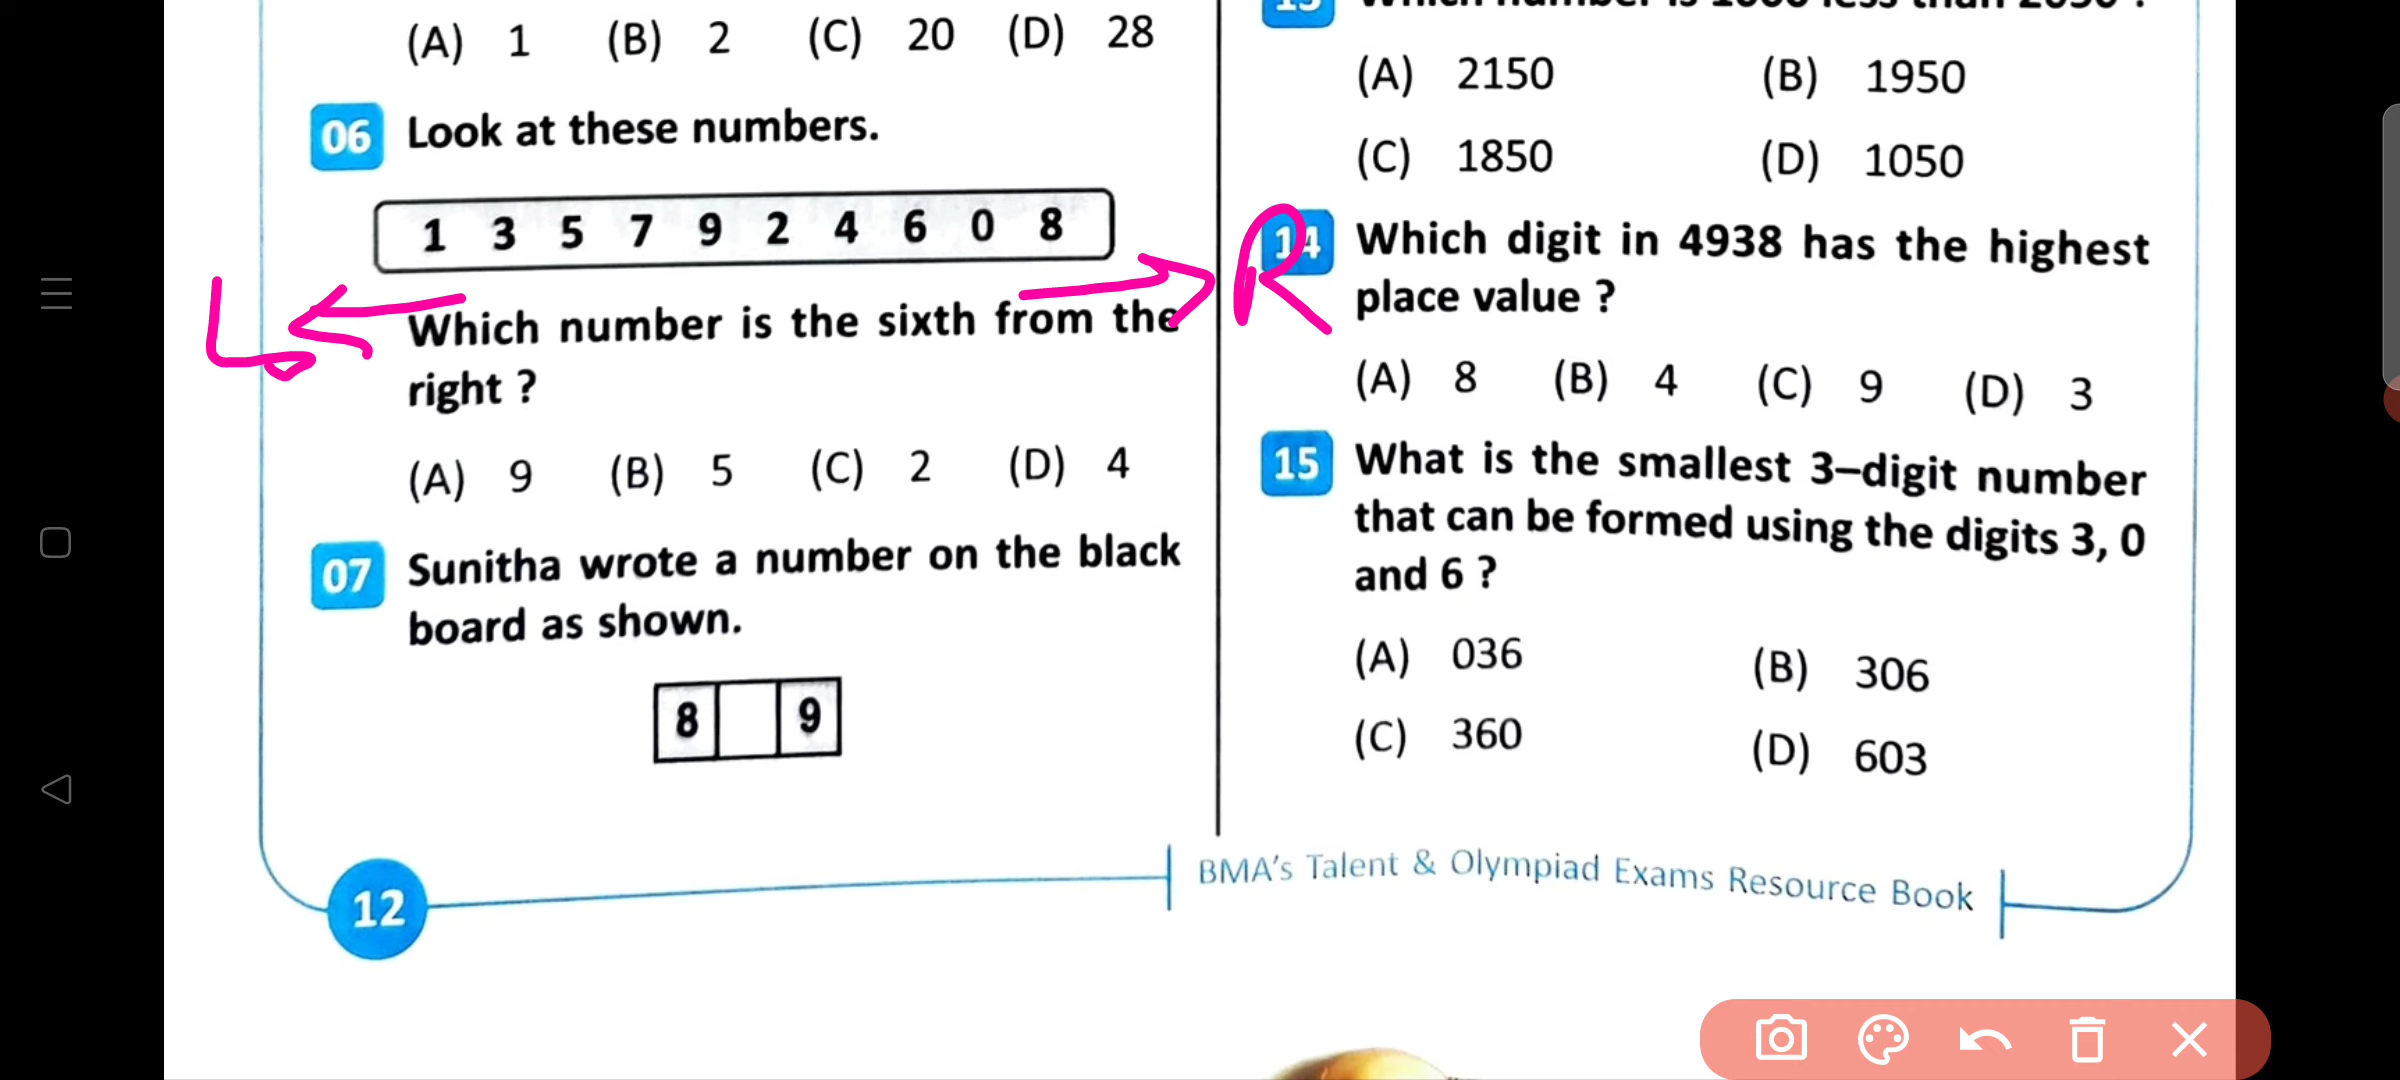 (A) 1 (B) 2 (C) 20 (D) 28
06 Look at these numbers.
1 3 5 7 9 2 4 6 0 8
L R
Which number is the sixth from the
right ?
(A) 9 (B) 5 (C) 2 (D) 4
07 Sunitha wrote a number on the black
board as shown.
8 9
12
(A) 2150 (B) 1950
(C) 1850 (D) 1050
14 Which digit in 4938 has the highest
place value ?
(A) 8 (B) 4 (C) 9 (D) 3
15 What is the smallest 3–digit number
that can be formed using the digits 3, 0
and 6 ?
(A) 036 (B) 306
(C) 360 (D) 603
BMA's Talent & Olympiad Exams Resource Book